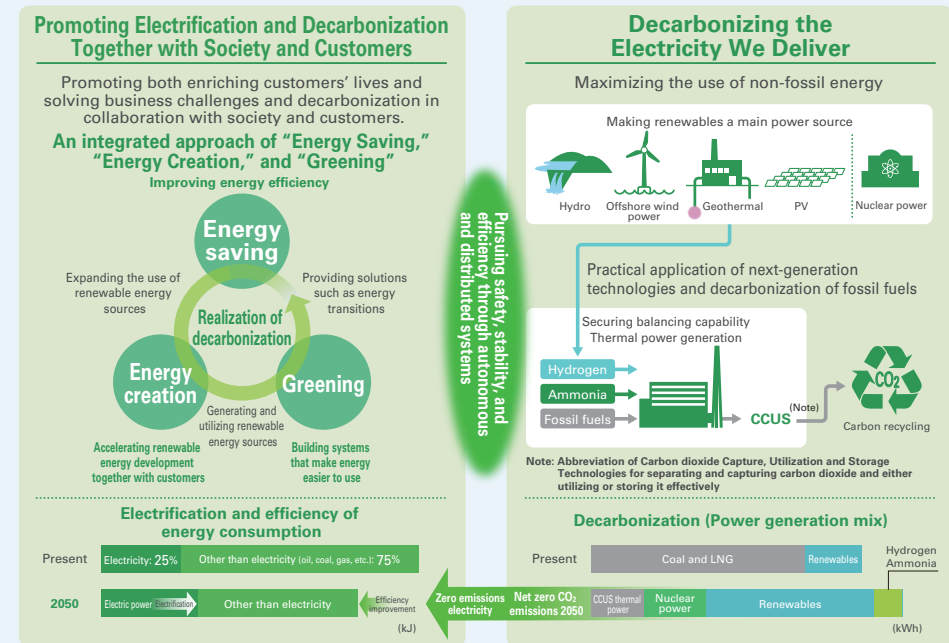 Promoting Electrification and Decarbonization
Together with Society and Customers
Promoting both enriching customers' lives and
solving business challenges and decarbonization in
collaboration with society and customers.
An integrated approach of “Energy Saving,”
“Energy Creation,” and “Greening”
Improving energy efficiency
Energy
saving
Expanding the use of
renewable energy
sources
Providing solutions
such as energy
transitions
Realization of
decarbonization
Energy
creation
Greening
Generating and
utilizing renewable
energy sources
Accelerating renewable
energy development
together with customers
Building systems
that make energy
easier to use
Electrification and efficiency of
energy consumption
Present
Electricity: 25%
Other than electricity (oil, coal, gas, etc.): 75%
2050
Electric power
Electrification
Other than electricity
Efficiency
improvement
(kJ)
Pursuing safety, stability, and
efficiency through autonomous
and distributed systems
Zero emissions
electricity
Net zero CO2
emissions 2050
Decarbonizing the
Electricity We Deliver
Maximizing the use of non-fossil energy
Making renewables a main power source
Hydro
Offshore wind
power
Geothermal
PV
Nuclear power
Practical application of next-generation
technologies and decarbonization of fossil fuels
Securing balancing capability
Thermal power generation
Hydrogen
Ammonia
Fossil fuels
CCUS
(Note)
CO2
Carbon recycling
Note: Abbreviation of Carbon dioxide Capture, Utilization and Storage
Technologies for separating and capturing carbon dioxide and either
utilizing or storing it effectively
Decarbonization (Power generation mix)
Present
Coal and LNG
Renewables
Hydrogen
Ammonia
CCUS thermal
power
Nuclear
power
Renewables
(kWh)